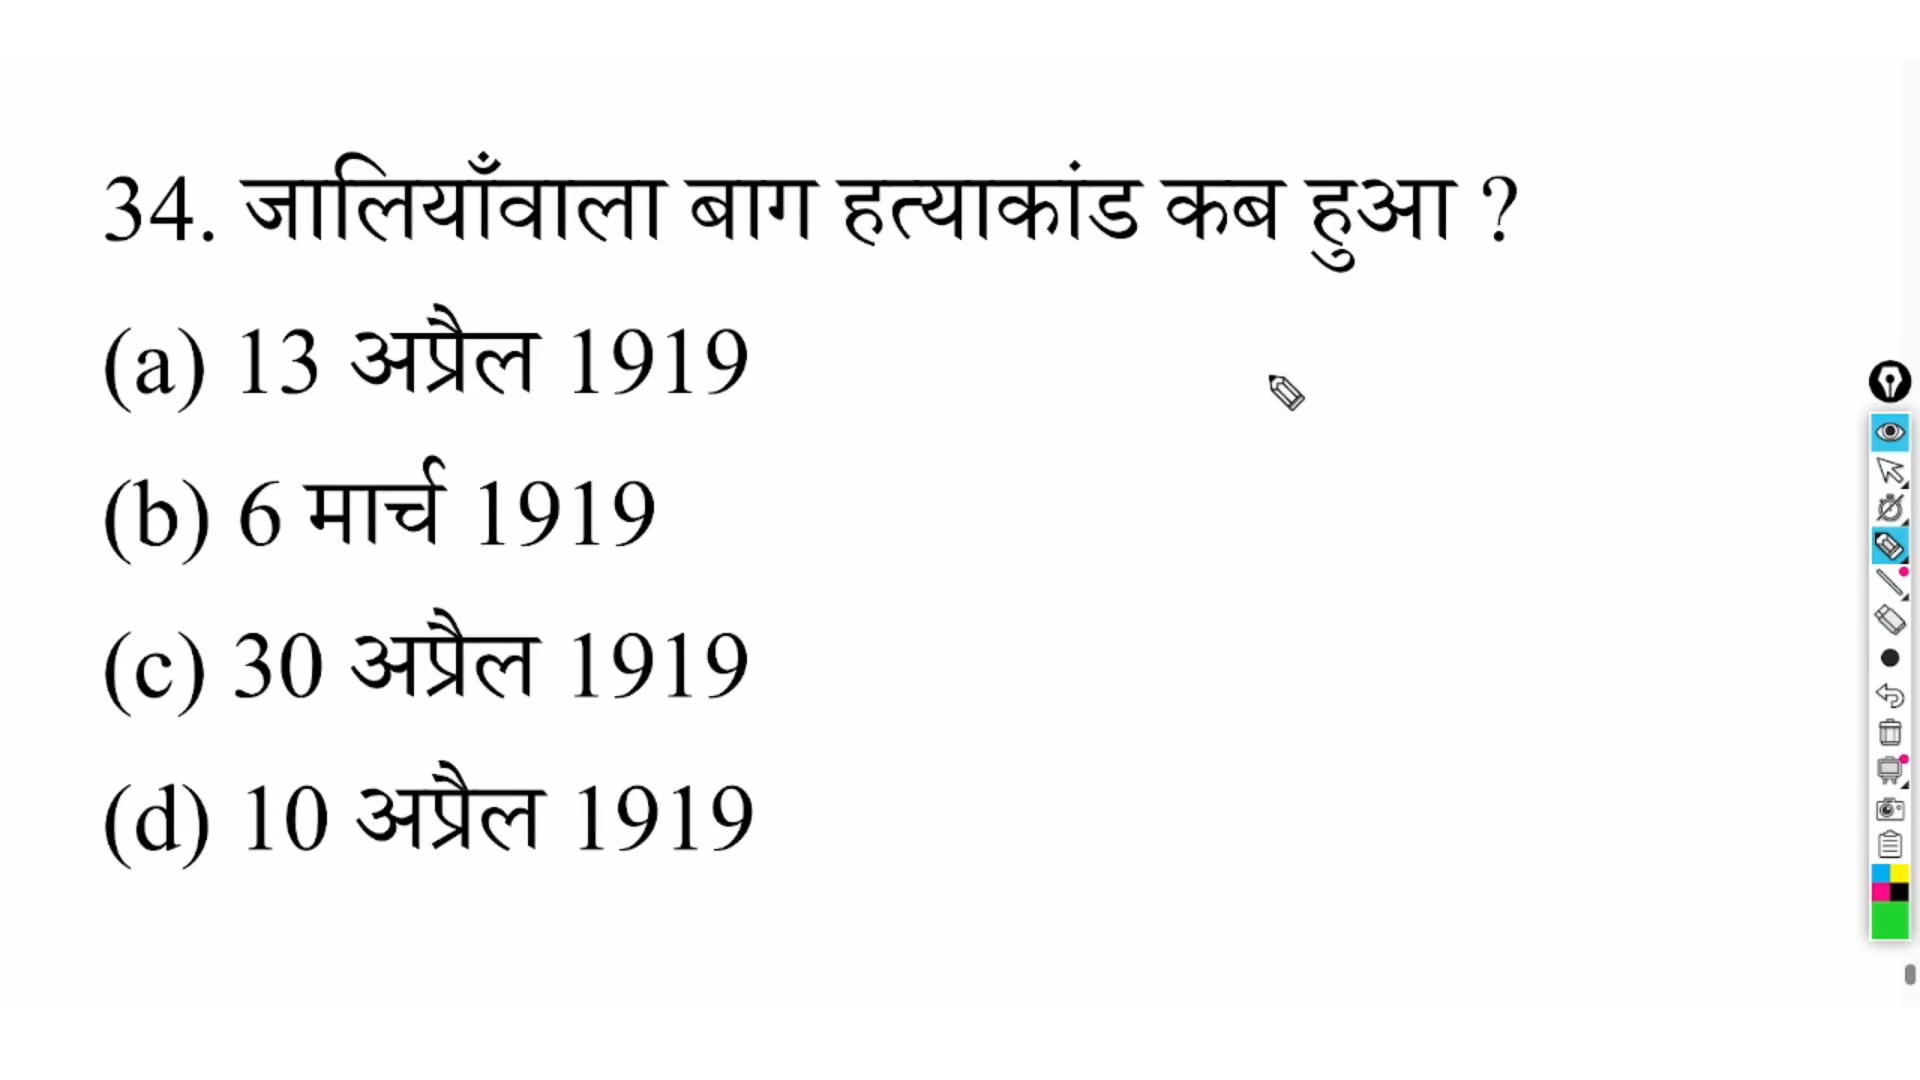 34. जालियाँवाला बाग हत्याकांड कब हुआ ?
(a) 13 अप्रैल 1919
(b) 6 मार्च 1919
(c) 30 अप्रैल 1919
(d) 10 अप्रैल 1919